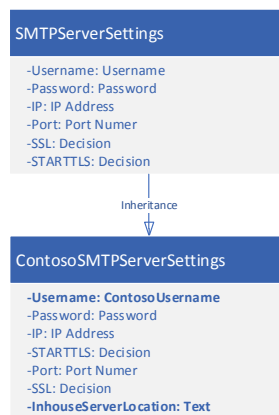 SMTPServerSettings
-Username: Username
-Password: Password
-IP: IP Address
-Port: Port Numer
-SSL: Decision
-STARTTLS: Decision
Inheritance
ContosoSMTPServerSettings
-Username: ContosoUsername
-Password: Password
-IP: IP Address
-STARTTLS: Decision
-Port: Port Numer
-SSL: Decision
-InhouseServerLocation: Text